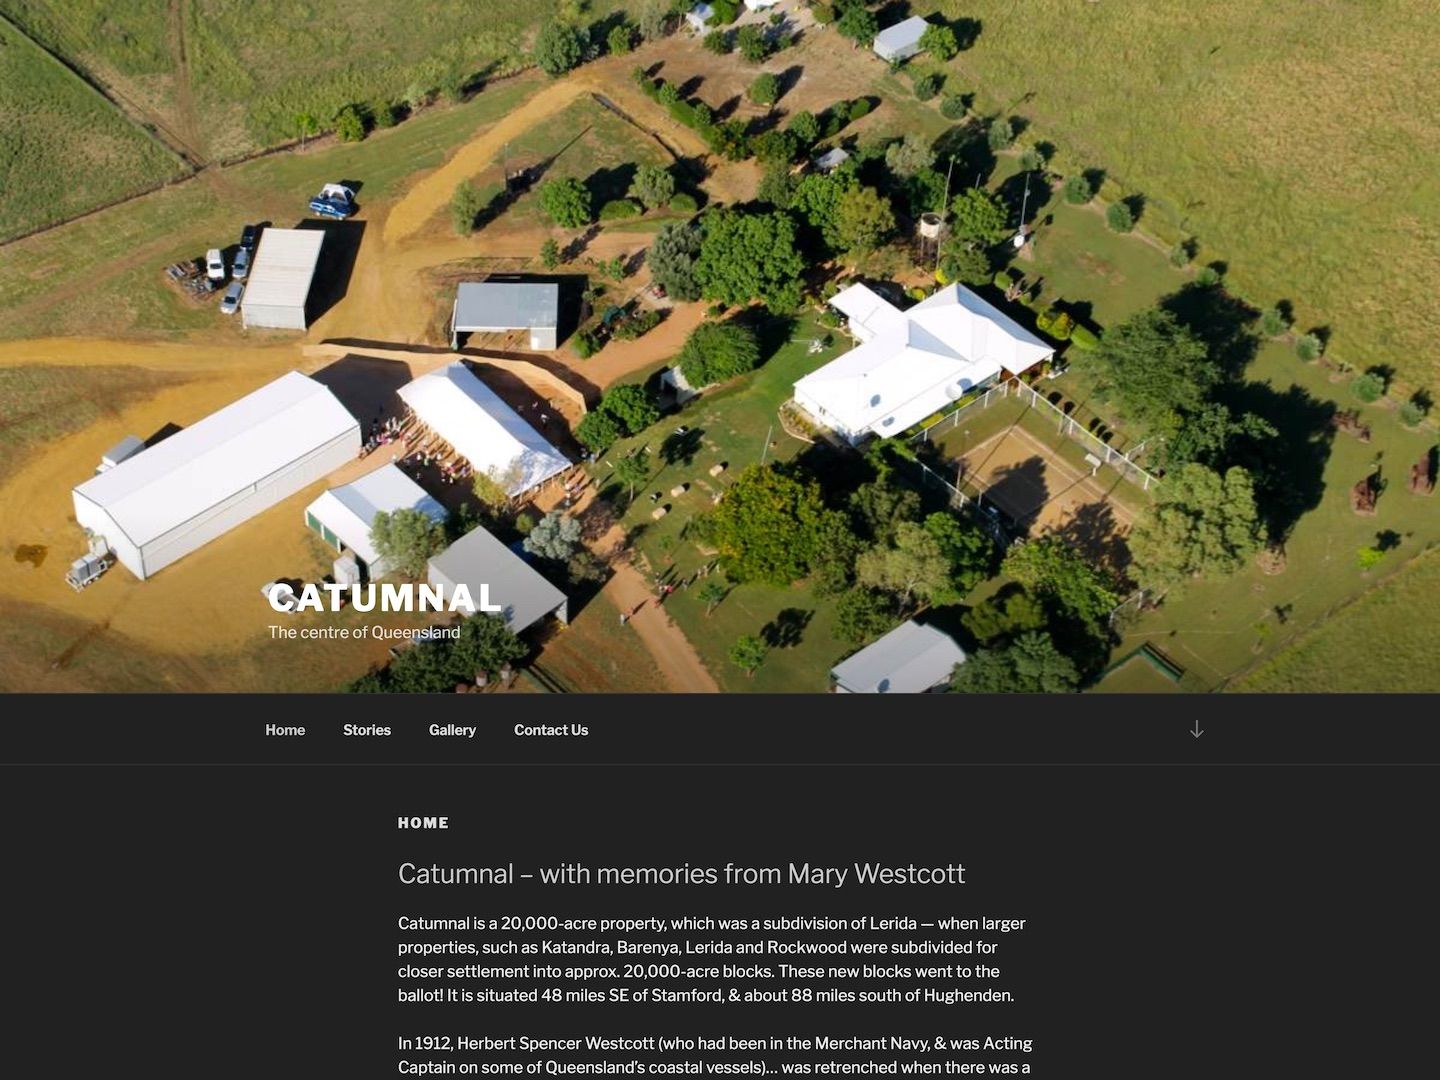 CATUMNAL
The centre of Queensland
Home
Stories
Gallery
Contact Us
HOME
Catumnal – with memories from Mary Westcott
Catumnal is a 20,000-acre property, which was a subdivision of Lerida — when larger
properties, such as Katandra, Barenya, Lerida and Rockwood were subdivided for
closer settlement into approx. 20,000-acre blocks. These new blocks went to the
ballot! It is situated 48 miles SE of Stamford, & about 88 miles south of Hughenden.
In 1912, Herbert Spencer Westcott (who had been in the Merchant Navy, & was Acting
Captain on some of Queensland's coastal vessels)… was retrenched when there was a